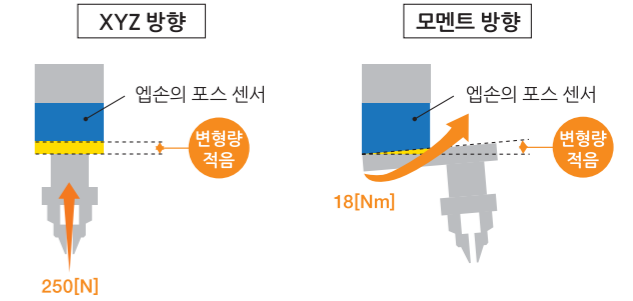 XYZ 방향
모멘트 방향
엡손의 포스 센서
엡손의 포스 센서
변형량
적음
변형량
적음
18[Nm]
250[N]